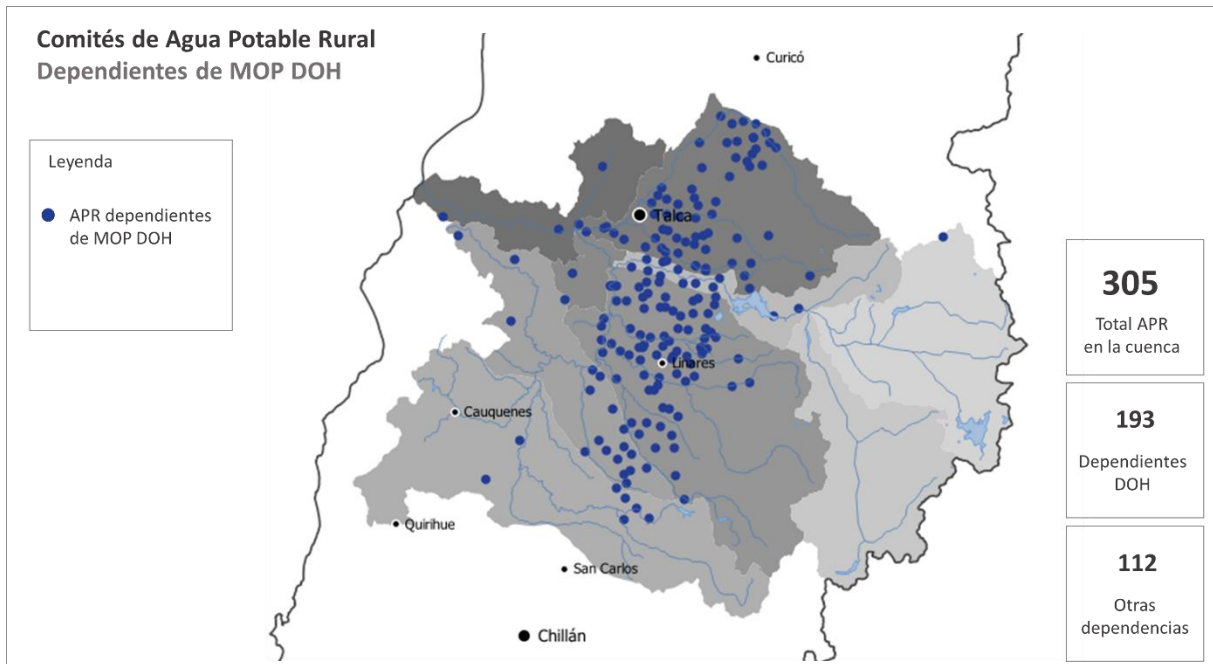 Comités de Agua Potable Rural
Dependientes de MOP DOH
Leyenda
APR dependientes
de MOP DOH
Curicó
Talca
Linares
Cauquenes
Quirihue
San Carlos
Chillán
305
Total APR
en la cuenca
193
Dependientes
DOH
112
Otras
dependencias